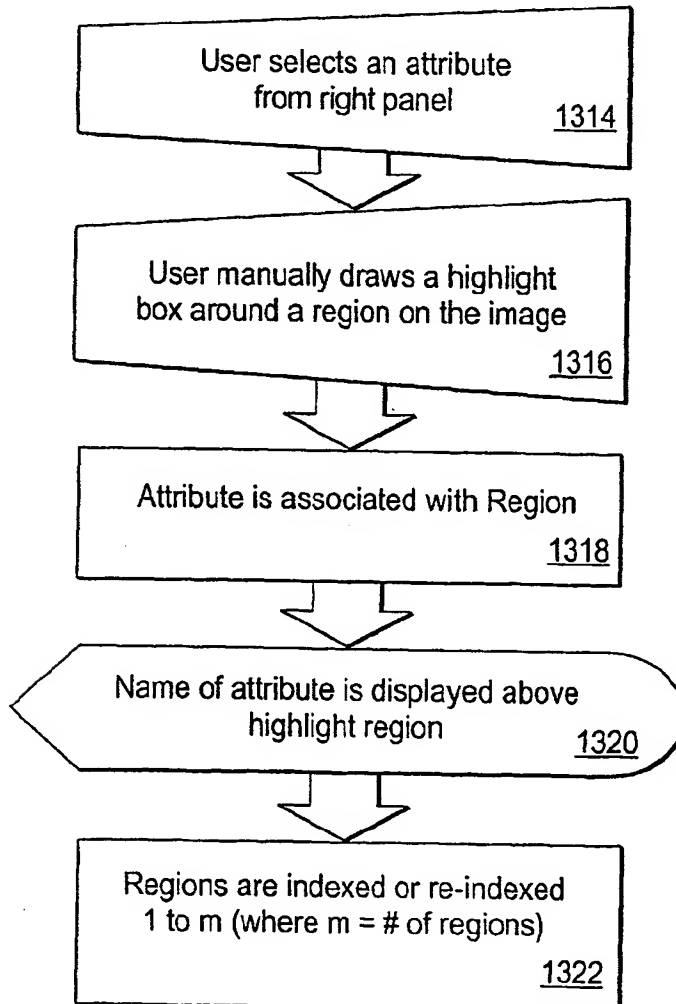 User selects an attribute
from right panel
1314
User manually draws a highlight
box around a region on the image
1316
Attribute is associated with Region
1318
Name of attribute is displayed above
highlight region
1320
Regions are indexed or re-indexed
1 to m (where m = # of regions)
1322